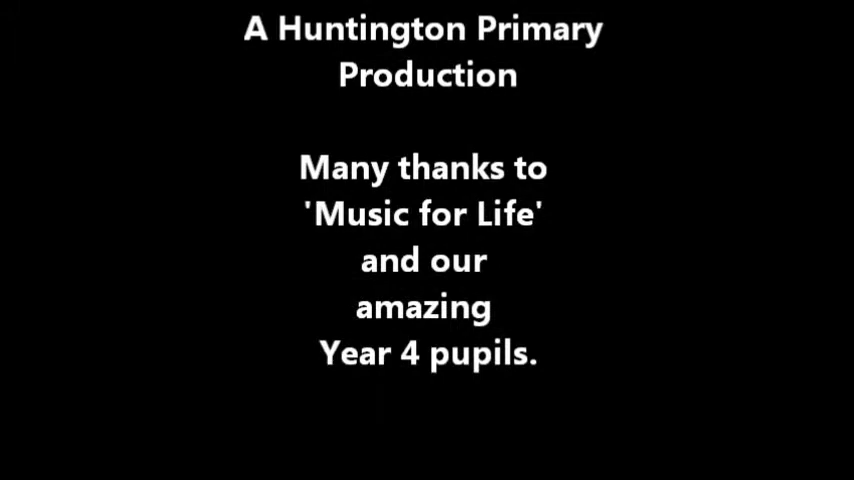 A Huntington Primary
Production
Many thanks to
'Music for Life'
and our
amazing
Year 4 pupils.